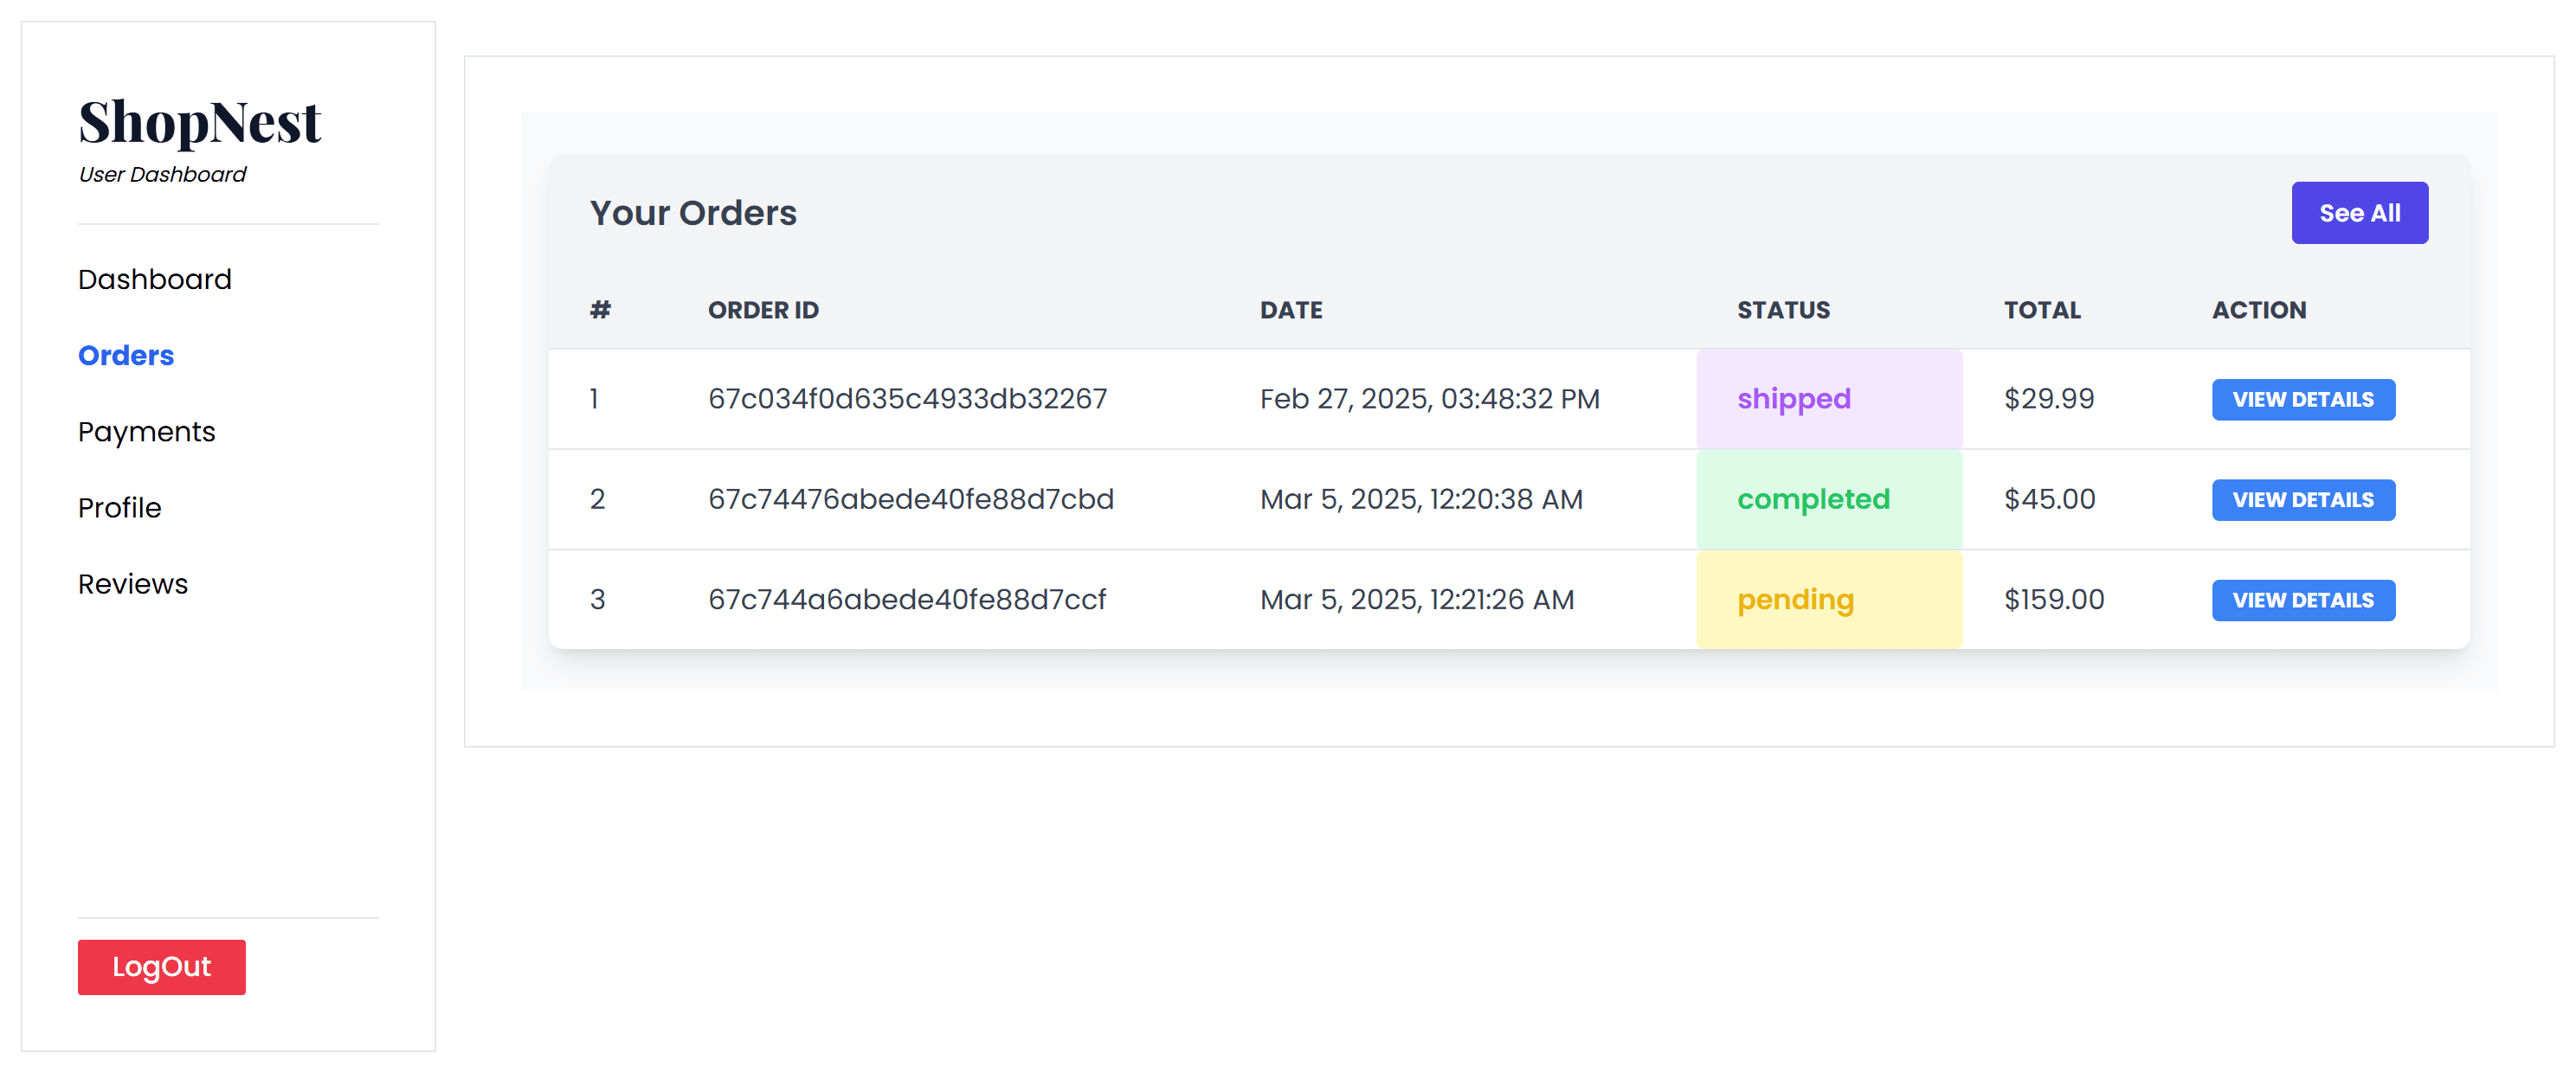 ShopNest
User Dashboard
Dashboard
Orders
Payments
Profile
Reviews
LogOut
Your Orders
See All
# ORDER ID DATE STATUS TOTAL ACTION
1 67c034f0d635c4933db32267 Feb 27, 2025, 03:48:32 PM shipped $29.99 VIEW DETAILS
2 67c74476abede40fe88d7cbd Mar 5, 2025, 12:20:38 AM completed $45.00 VIEW DETAILS
3 67c744a6abede40fe88d7ccf Mar 5, 2025, 12:21:26 AM pending $159.00 VIEW DETAILS